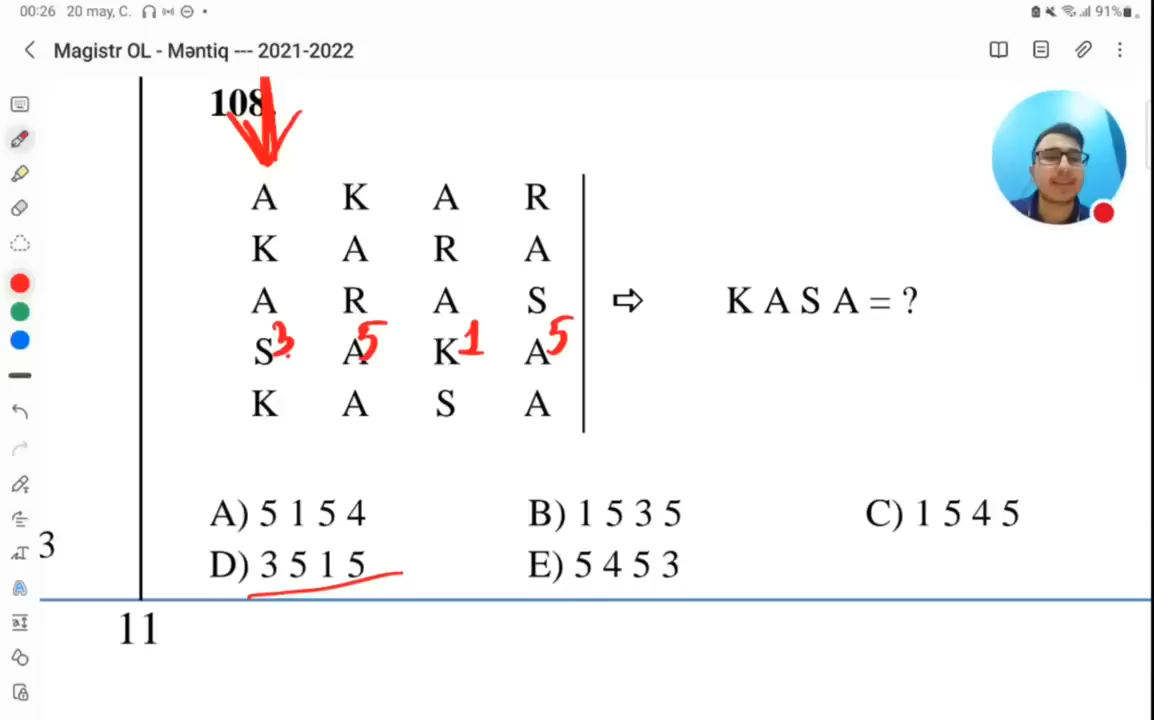 00:26 20 may, C. 91%
Magistr OL - Məntiq --- 2021-2022
108.
A K A R
K A R A
A R A S
S 3 A 5 K 1 A 5
K A S A
K A S A = ?
A) 5 1 5 4 B) 1 5 3 5 C) 1 5 4 5
D) 3 5 1 5 E) 5 4 5 3
3
11